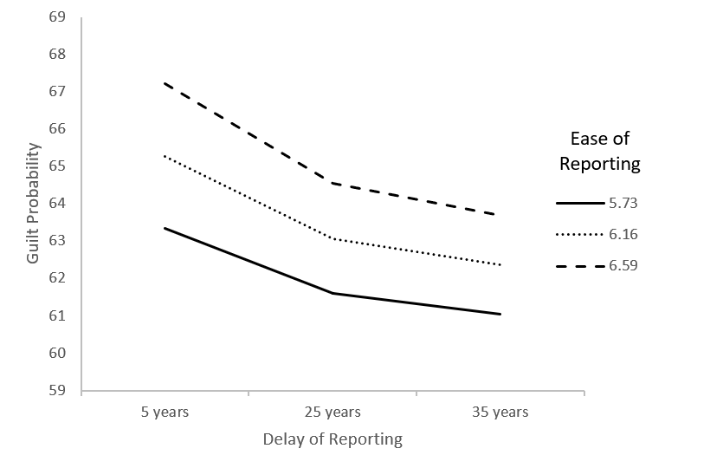 69
68
67
66
65
64
63
62
61
60
59
Guilt Probability
5 years
25 years
35 years
Delay of Reporting
Ease of
Reporting
5.73
6.16
6.59